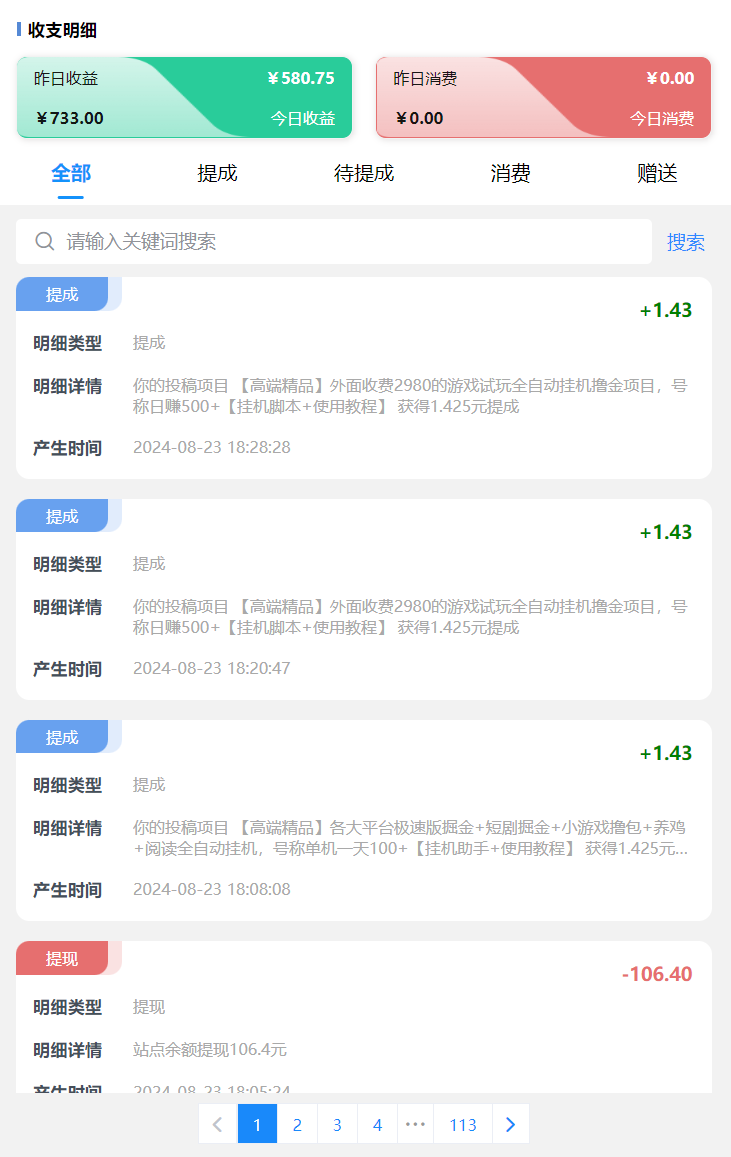 收支明细
昨日收益 ￥580.75
￥733.00 今日收益
昨日消费 ￥0.00
￥0.00 今日消费
全部 提成 待提成 消费 赠送
请输入关键词搜索 搜索
提成
+1.43
明细类型 提成
明细详情 你的投稿项目 【高端精品】外面收费2980的游戏试玩全自动挂机撸金项目，号
称日赚500+【挂机脚本+使用教程】 获得1.425元提成
产生时间 2024-08-23 18:28:28
提成
+1.43
明细类型 提成
明细详情 你的投稿项目 【高端精品】外面收费2980的游戏试玩全自动挂机撸金项目，号
称日赚500+【挂机脚本+使用教程】 获得1.425元提成
产生时间 2024-08-23 18:20:47
提成
+1.43
明细类型 提成
明细详情 你的投稿项目 【高端精品】各大平台极速版掘金+短剧掘金+小游戏撸包+养鸡
+阅读全自动挂机，号称单机一天100+【挂机助手+使用教程】 获得1.425元...
产生时间 2024-08-23 18:08:08
提现
-106.40
明细类型 提现
明细详情 站点余额提现106.4元
产生时间 2024-08-23 18:05:24
1 2 3 4 ··· 113